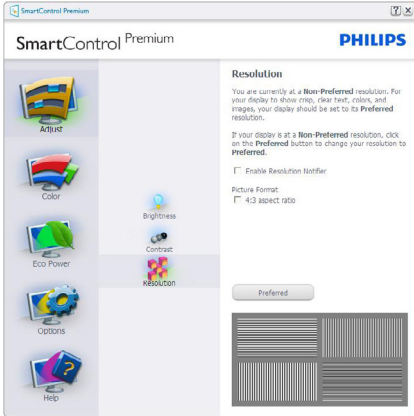 SmartControl Premium
SmartControl Premium
PHILIPS
Adjust
Color
Eco Power
Options
Help
Brightness
Contrast
Resolution
Resolution
You are currently at a Non-Preferred resolution. For
your display to show crisp, clear text, colors, and
images, your display should be set to its Preferred
resolution.
If your display is at a Non-Preferred resolution, click
on the Preferred button to change your resolution to
Preferred.
Enable Resolution Notifier
Picture Format
4:3 aspect ratio
Preferred